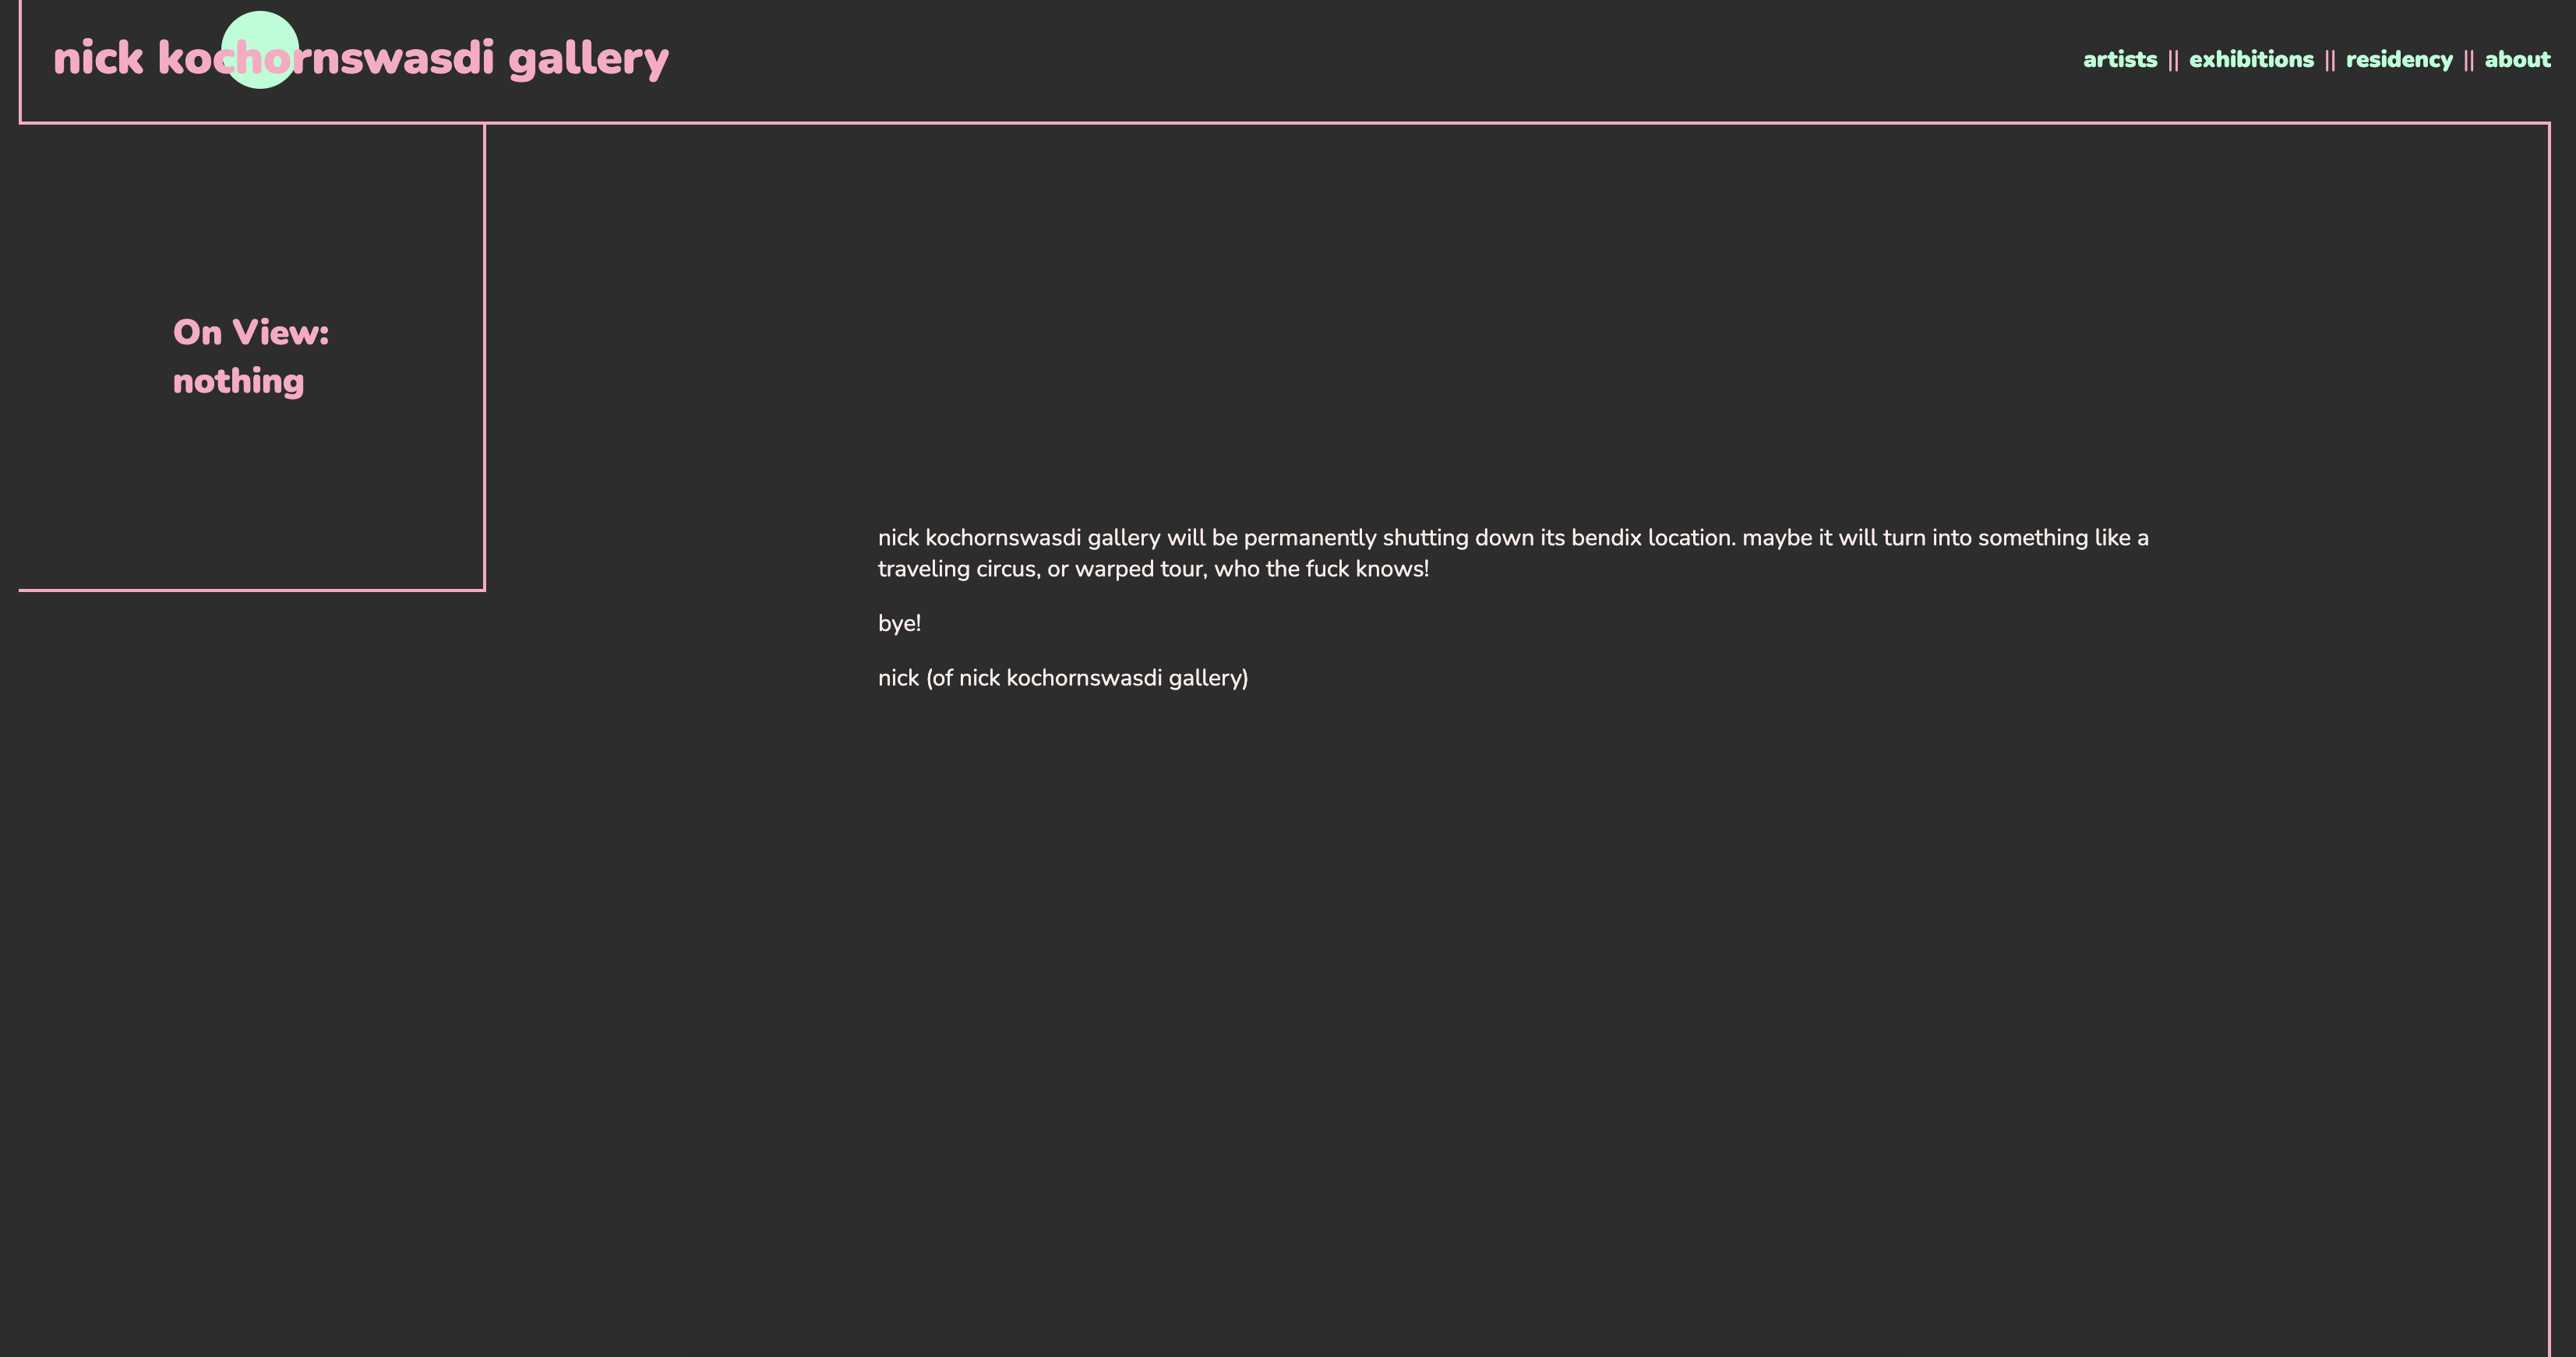 nick kochornswasdi gallery
artists || exhibitions || residency || about
On View:
nothing
nick kochornswasdi gallery will be permanently shutting down its bendix location. maybe it will turn into something like a
traveling circus, or warped tour, who the fuck knows!
bye!
nick (of nick kochornswasdi gallery)